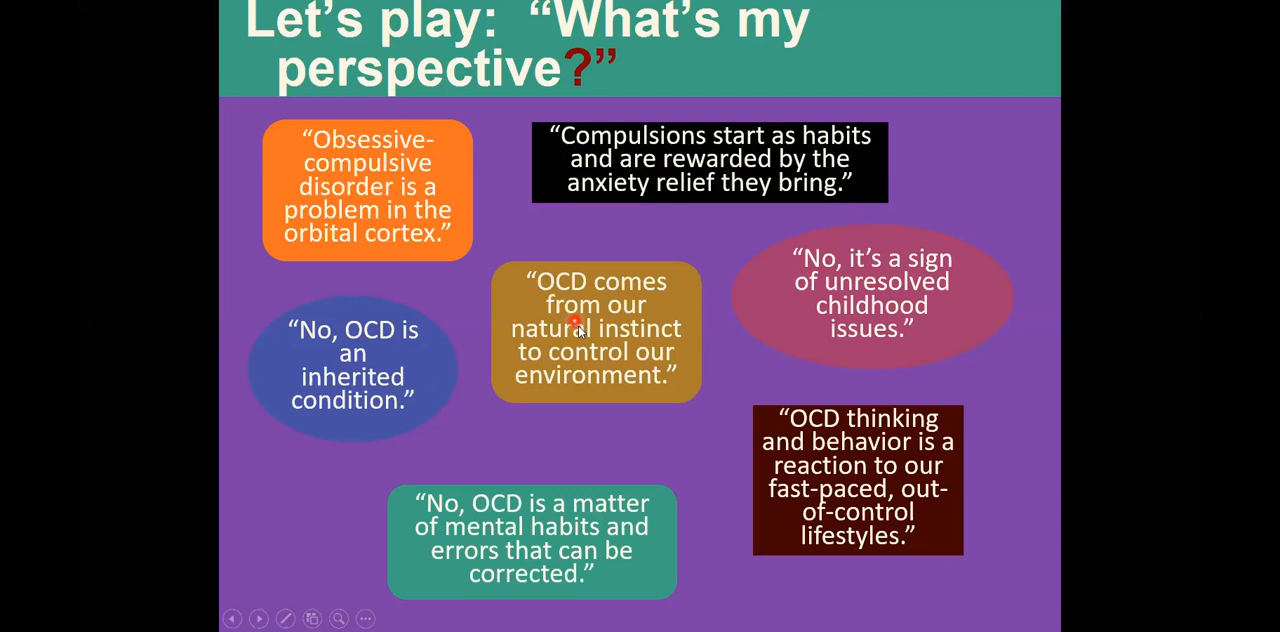 Let’s play:  “What’s my
perspective?”
“Obsessive-
compulsive
disorder is a
problem in the
orbital cortex.”
“Compulsions start as habits
and are rewarded by the
anxiety relief they bring.”
“No, it’s a sign
of unresolved
childhood
issues.”
“OCD comes
from our
natural instinct
to control our
environment.”
“No, OCD is
an
inherited
condition.”
“OCD thinking
and behavior is a
reaction to our
fast-paced, out-
of-control
lifestyles.”
“No, OCD is a matter
of mental habits and
errors that can be
corrected.”